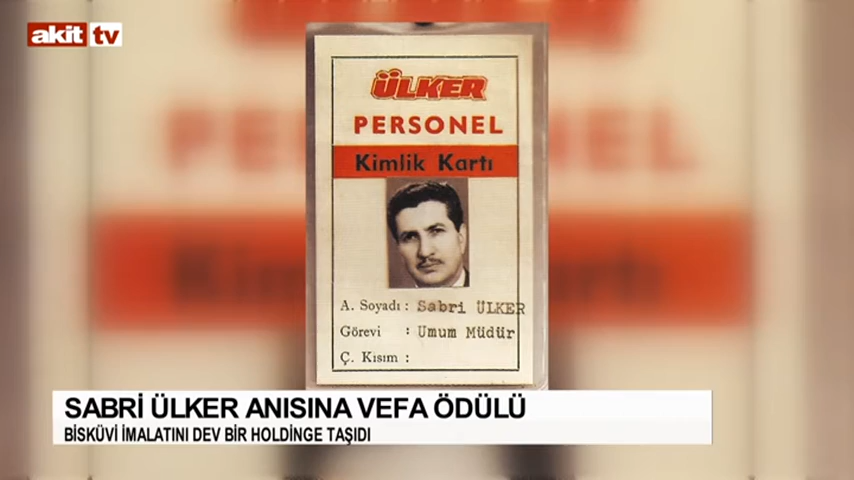 akit tv
ÜLKER
PERSONEL
Kimlik Kartı
A. Soyadı : Sabri ÜLKER
Görevi : Umum Müdür
Ç. Kısım :
SABRİ ÜLKER ANISINA VEFA ÖDÜLÜ
BİSKÜVİ İMALATINI DEV BİR HOLDİNGE TAŞIDI